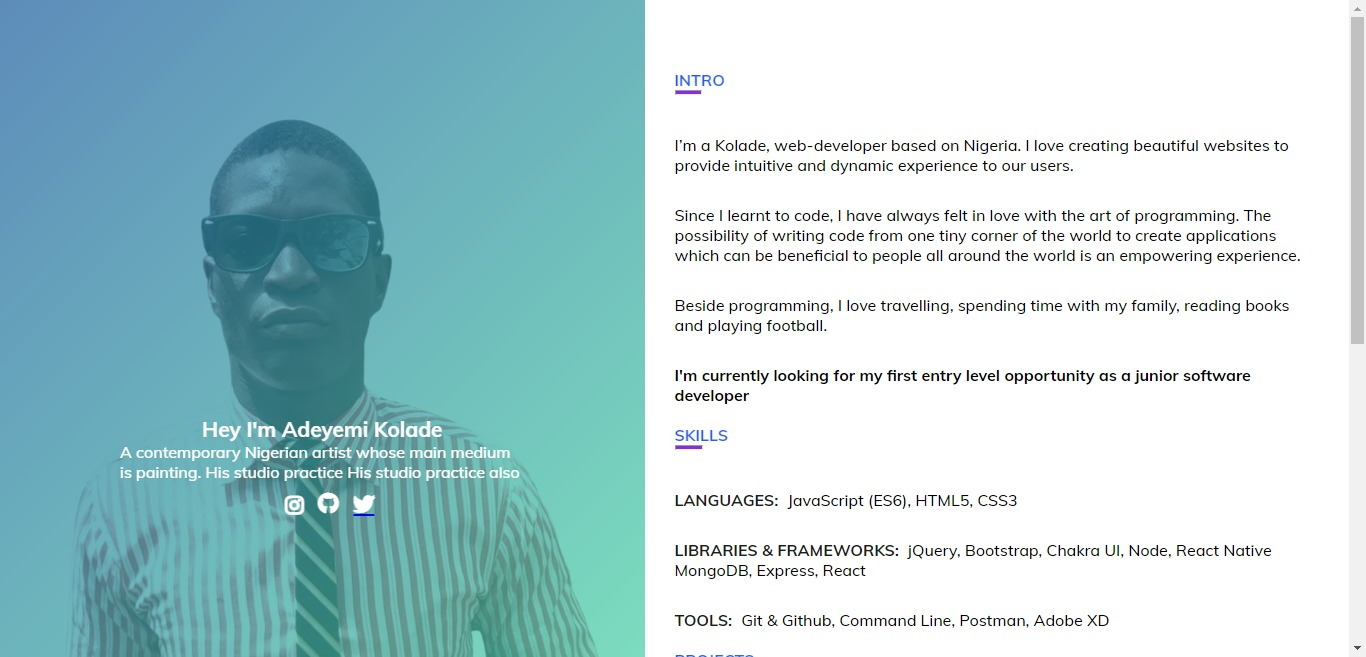 Hey I'm Adeyemi Kolade
A contemporary Nigerian artist whose main medium
is painting. His studio practice His studio practice also
INTRO
I'm a Kolade, web-developer based on Nigeria. I love creating beautiful websites to
provide intuitive and dynamic experience to our users.
Since I learnt to code, I have always felt in love with the art of programming. The
possibility of writing code from one tiny corner of the world to create applications
which can be beneficial to people all around the world is an empowering experience.
Beside programming, I love travelling, spending time with my family, reading books
and playing football.
I'm currently looking for my first entry level opportunity as a junior software
developer
SKILLS
LANGUAGES: JavaScript (ES6), HTML5, CSS3
LIBRARIES & FRAMEWORKS: jQuery, Bootstrap, Chakra UI, Node, React Native
MongoDB, Express, React
TOOLS: Git & Github, Command Line, Postman, Adobe XD
PROJECTS